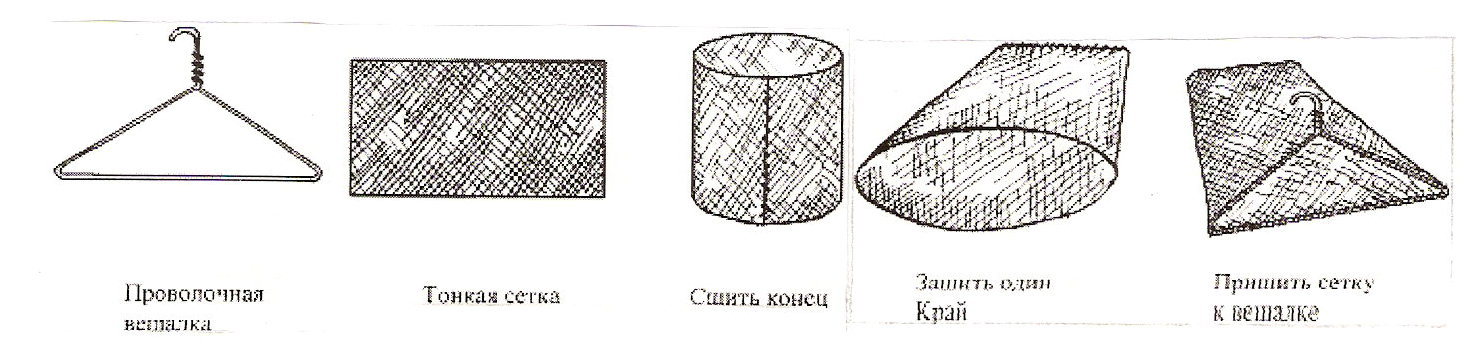 Проволочная
вешалка
Тонкая сетка
Сшить конец
Зашить один
Край
Пришить сетку
к вешалке